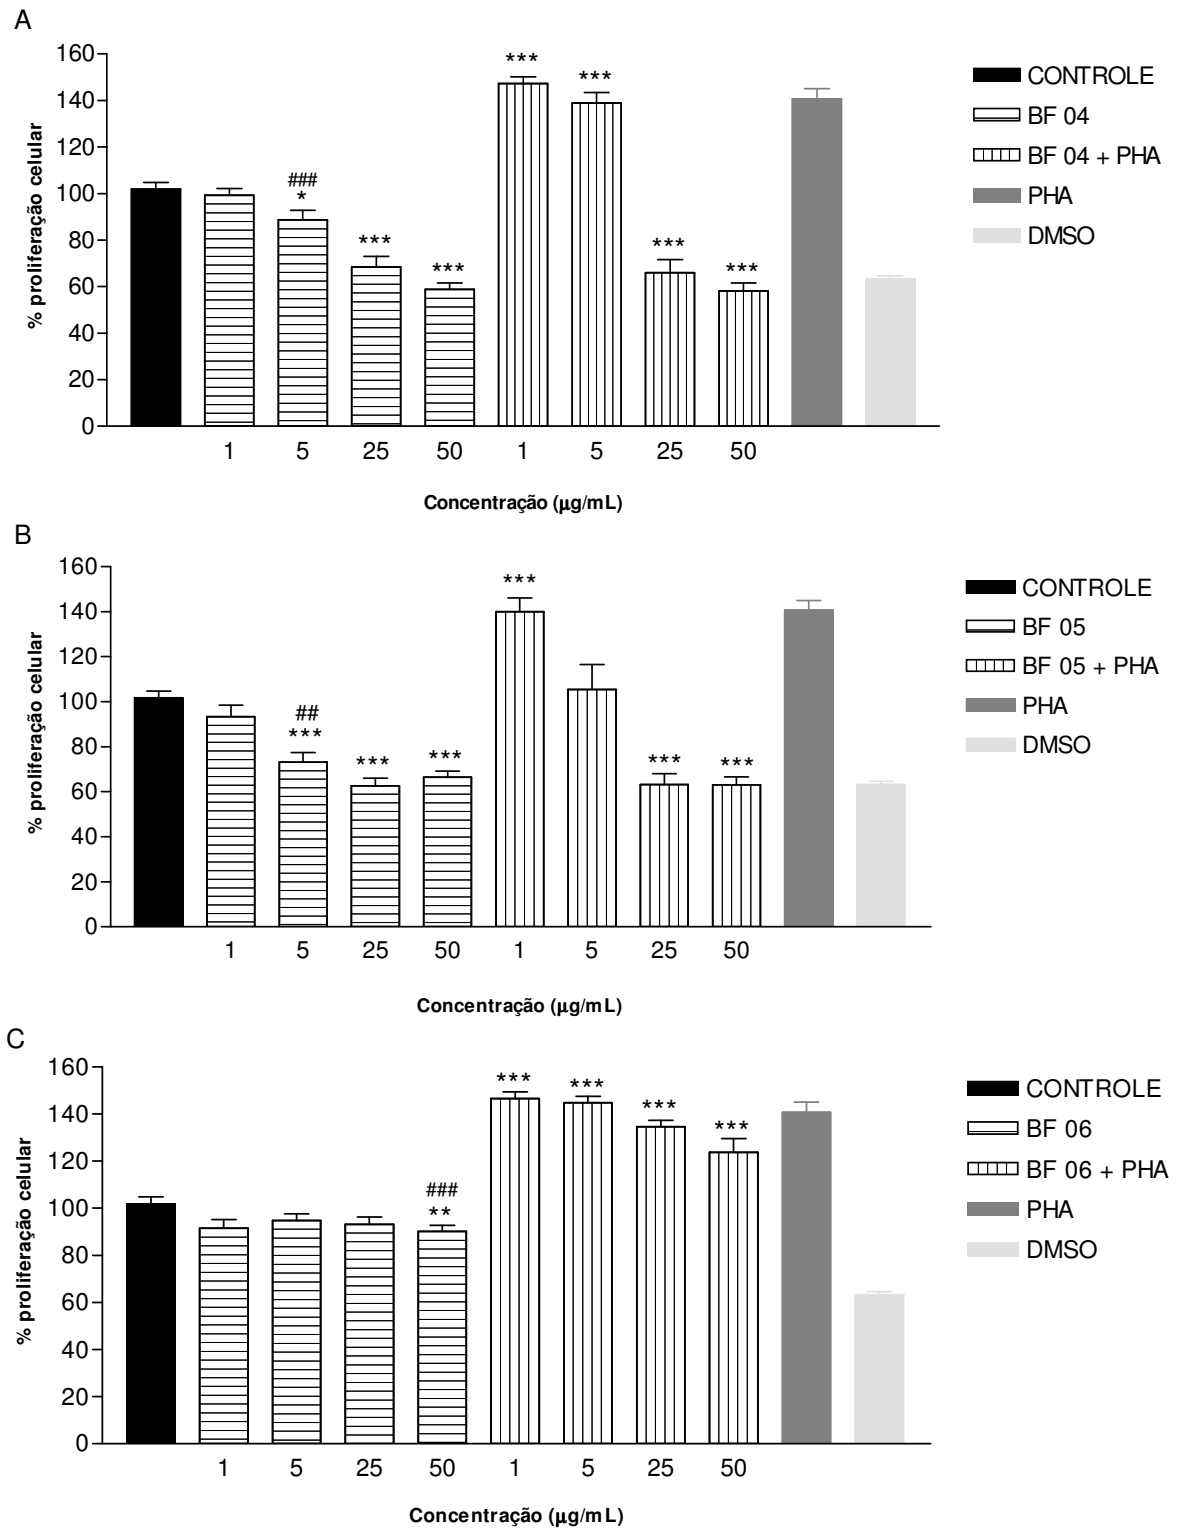 A
160
140
120
100
80
60
40
20
0
% proliferação celular
###
*
***
***
***
***
***
***
1 5 25 50 1 5 25 50
Concentração (µg/mL)
CONTROLE
BF 04
BF 04 + PHA
PHA
DMSO
B
160
140
120
100
80
60
40
20
0
% proliferação celular
##
***
***
***
***
***
***
1 5 25 50 1 5 25 50
Concentração (µg/mL)
CONTROLE
BF 05
BF 05 + PHA
PHA
DMSO
C
160
140
120
100
80
60
40
20
0
% proliferação celular
###
**
***
***
***
***
1 5 25 50 1 5 25 50
Concentração (µg/mL)
CONTROLE
BF 06
BF 06 + PHA
PHA
DMSO